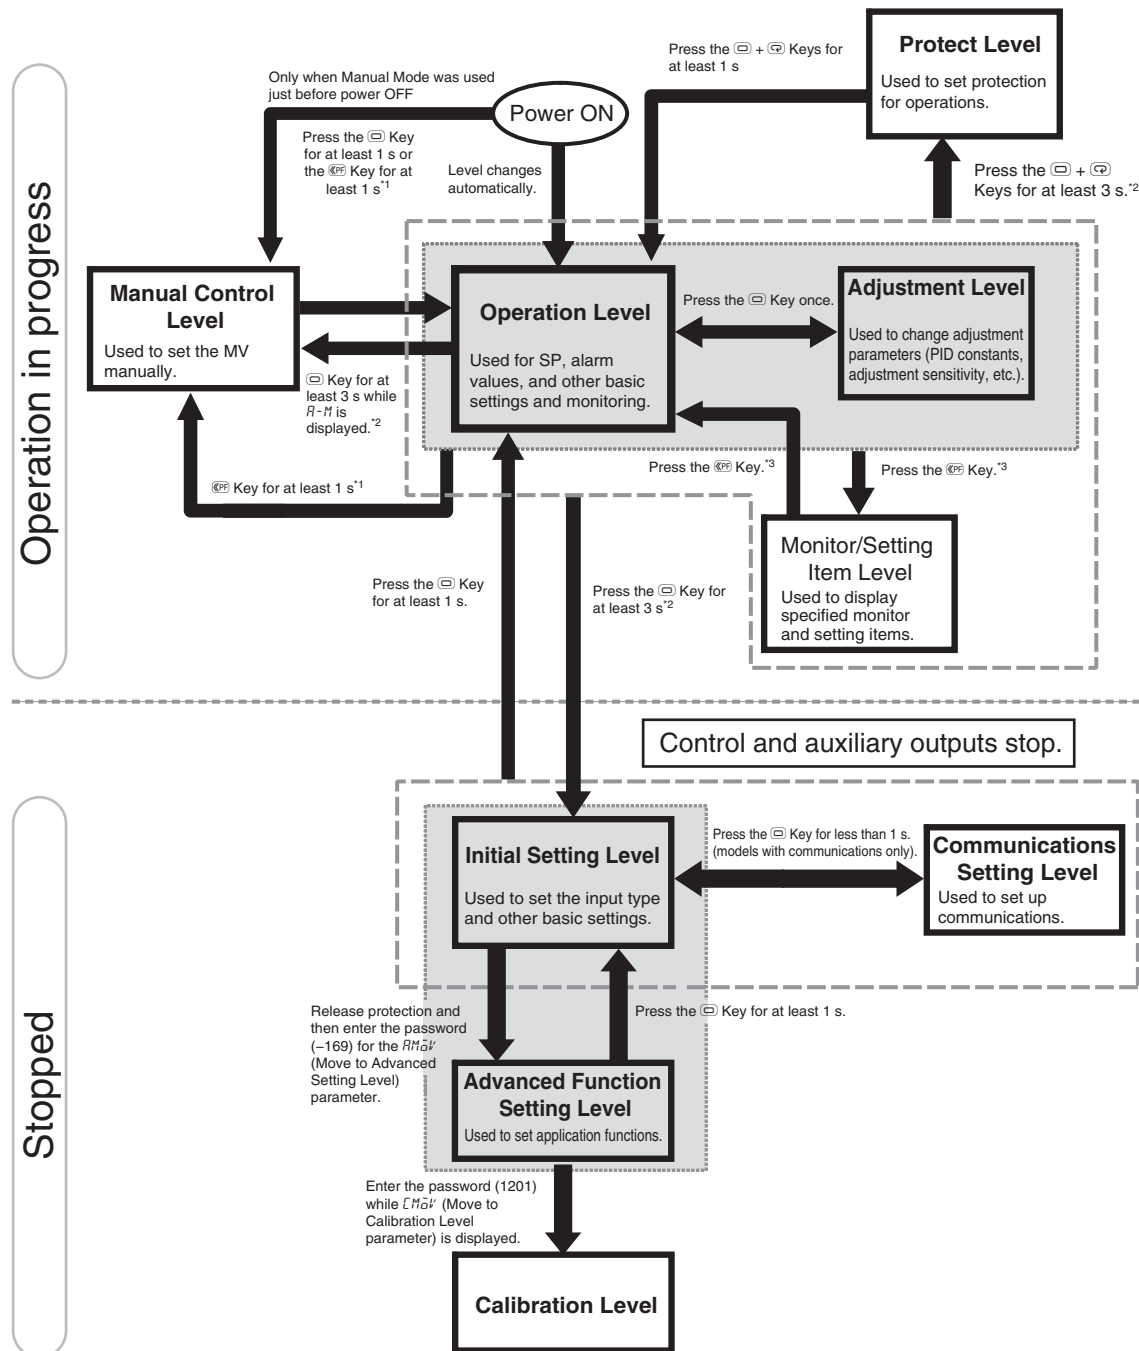 Operation in progress
Only when Manual Mode was used
just before power OFF
Power ON
Press the Key
for at least 1 s or
the PF Key for at
least 1 s*1
Level changes
automatically.
Press the + Keys for
at least 1 s
Protect Level
Used to set protection
for operations.
Press the +
Keys for at least 3 s.*2
Manual Control
Level
Used to set the MV
manually.
Operation Level
Used for SP, alarm
values, and other basic
settings and monitoring.
Press the Key once.
Adjustment Level
Used to change adjustment
parameters (PID constants,
adjustment sensitivity, etc.).
Key for at
least 3 s while
A-M is
displayed.*2
PF Key for at least 1 s*1
Press the PF Key.*3
Press the PF Key.*3
Monitor/Setting
Item Level
Used to display
specified monitor
and setting items.
Press the Key
for at least 1 s.
Press the Key for
at least 3 s*2
Control and auxiliary outputs stop.
Stopped
Initial Setting Level
Used to set the input type
and other basic settings.
Press the Key for less than 1 s.
(models with communications only).
Communications
Setting Level
Used to set up
communications.
Release protection and
then enter the password
(−169) for the AMoV
(Move to Advanced
Setting Level)
parameter.
Press the Key for at least 1 s.
Advanced Function
Setting Level
Used to set application functions.
Enter the password (1201)
while CMoV (Move to
Calibration Level
parameter) is displayed.
Calibration Level